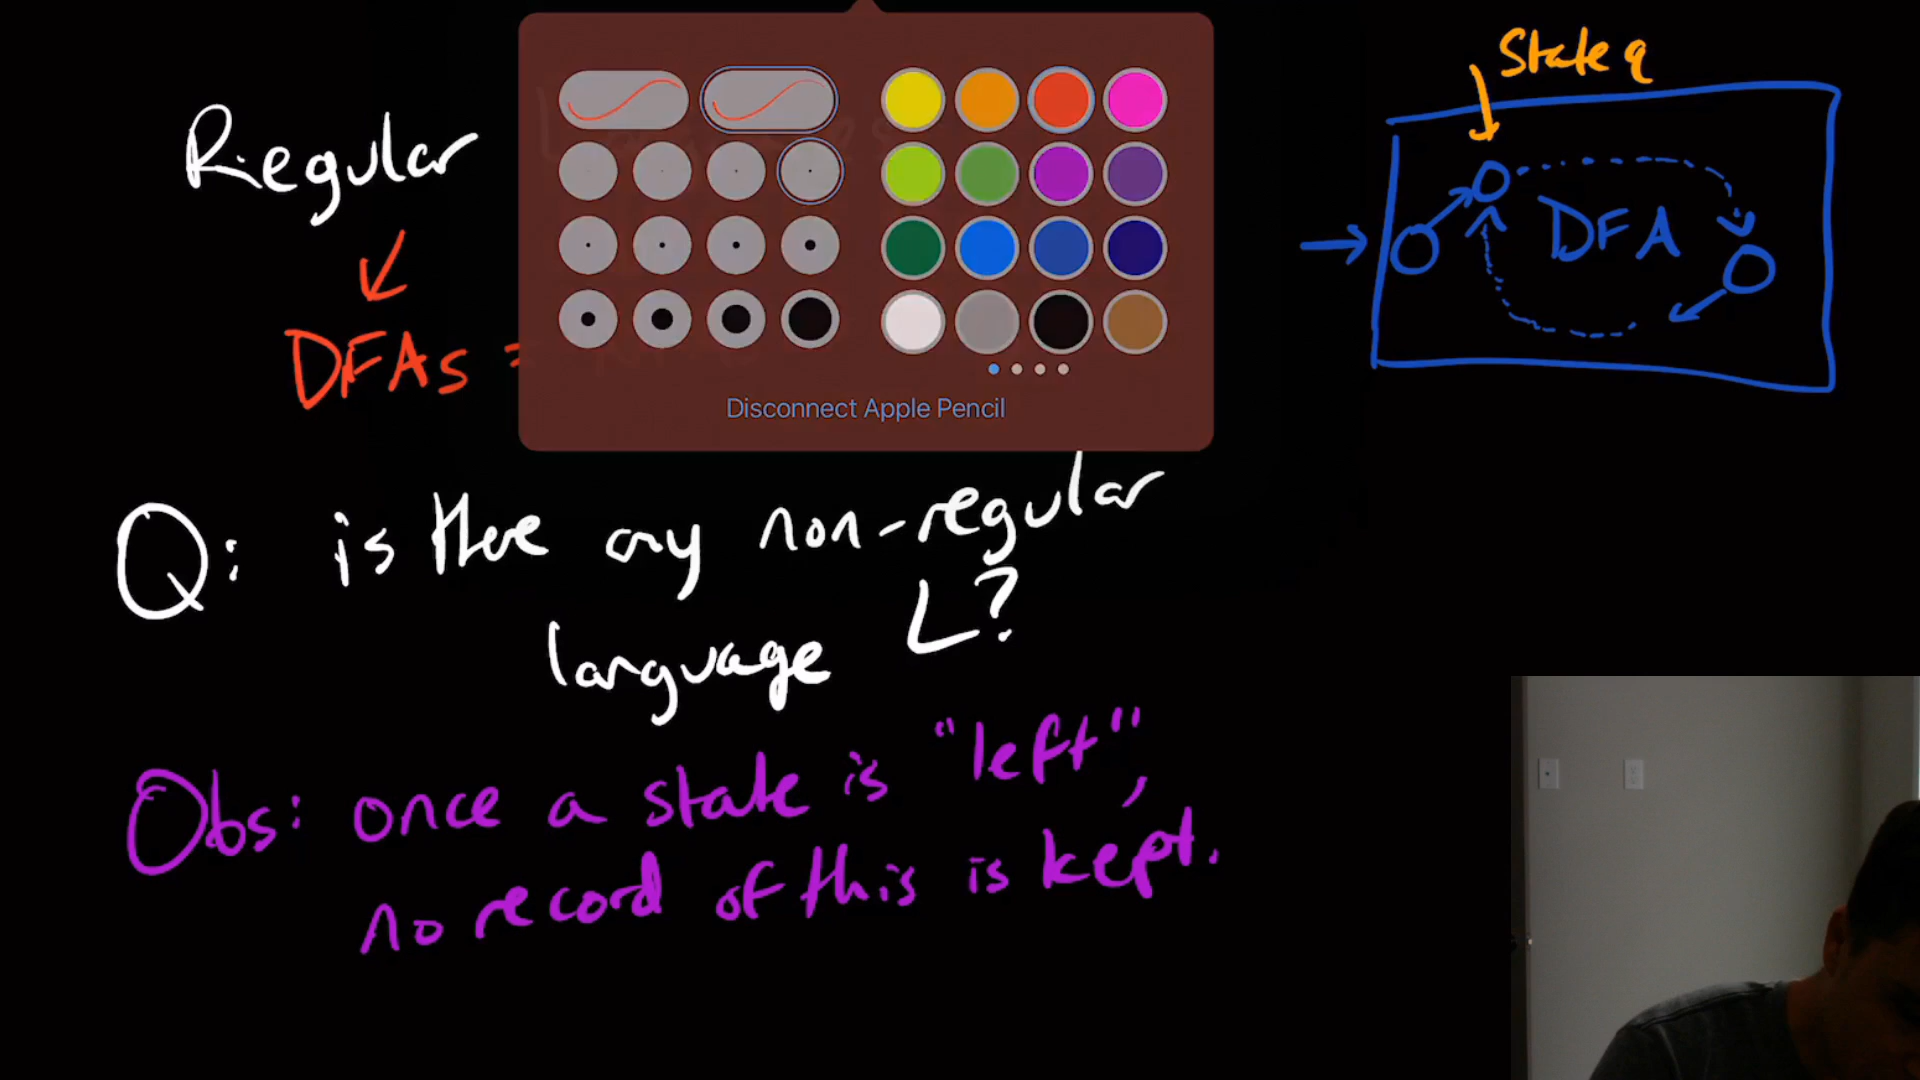 Regular
DFAs =
Disconnect Apple Pencil
State q
DFA
Q: is there any non-regular
language L?
Obs: once a state is "left",
no record of this is kept.